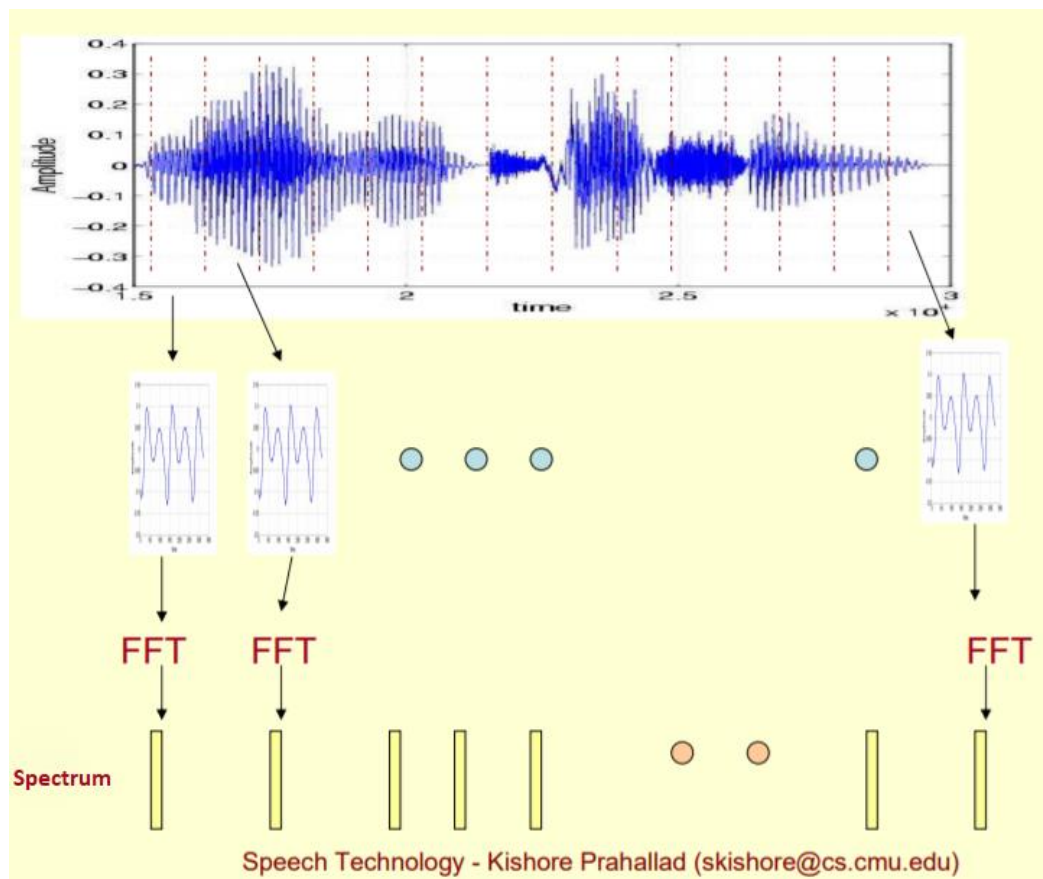 0.4
0.3
0.2
0.1
0
−0.1
−0.2
−0.3
−0.4
Amplitude
1.5 2 2.5 3
time
x 10
FFT FFT FFT
Spectrum
Speech Technology - Kishore Prahallad (skishore@cs.cmu.edu)